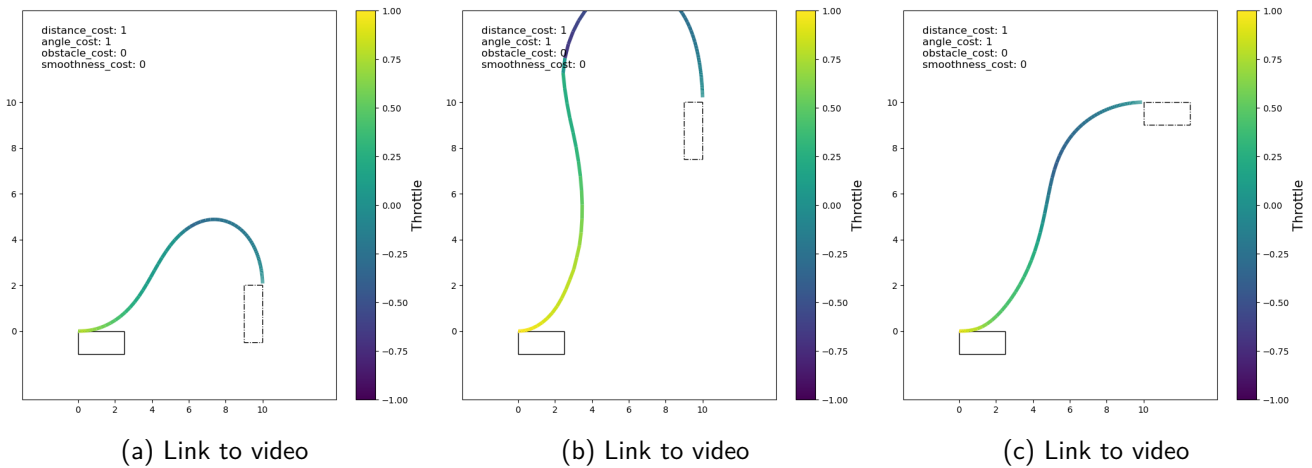 distance_cost: 1
angle_cost: 1
obstacle_cost: 0
smoothness_cost: 0
10
8
6
4
2
0
0 2 4 6 8 10
1.00
0.75
0.50
0.25
0.00
−0.25
−0.50
−0.75
−1.00
Throttle
(a) Link to video
distance_cost: 1
angle_cost: 1
obstacle_cost: 0
smoothness_cost: 0
10
8
6
4
2
0
0 2 4 6 8 10
1.00
0.75
0.50
0.25
0.00
−0.25
−0.50
−0.75
−1.00
Throttle
(b) Link to video
distance_cost: 1
angle_cost: 1
obstacle_cost: 0
smoothness_cost: 0
10
8
6
4
2
0
0 2 4 6 8 10
1.00
0.75
0.50
0.25
0.00
−0.25
−0.50
−0.75
−1.00
Throttle
(c) Link to video